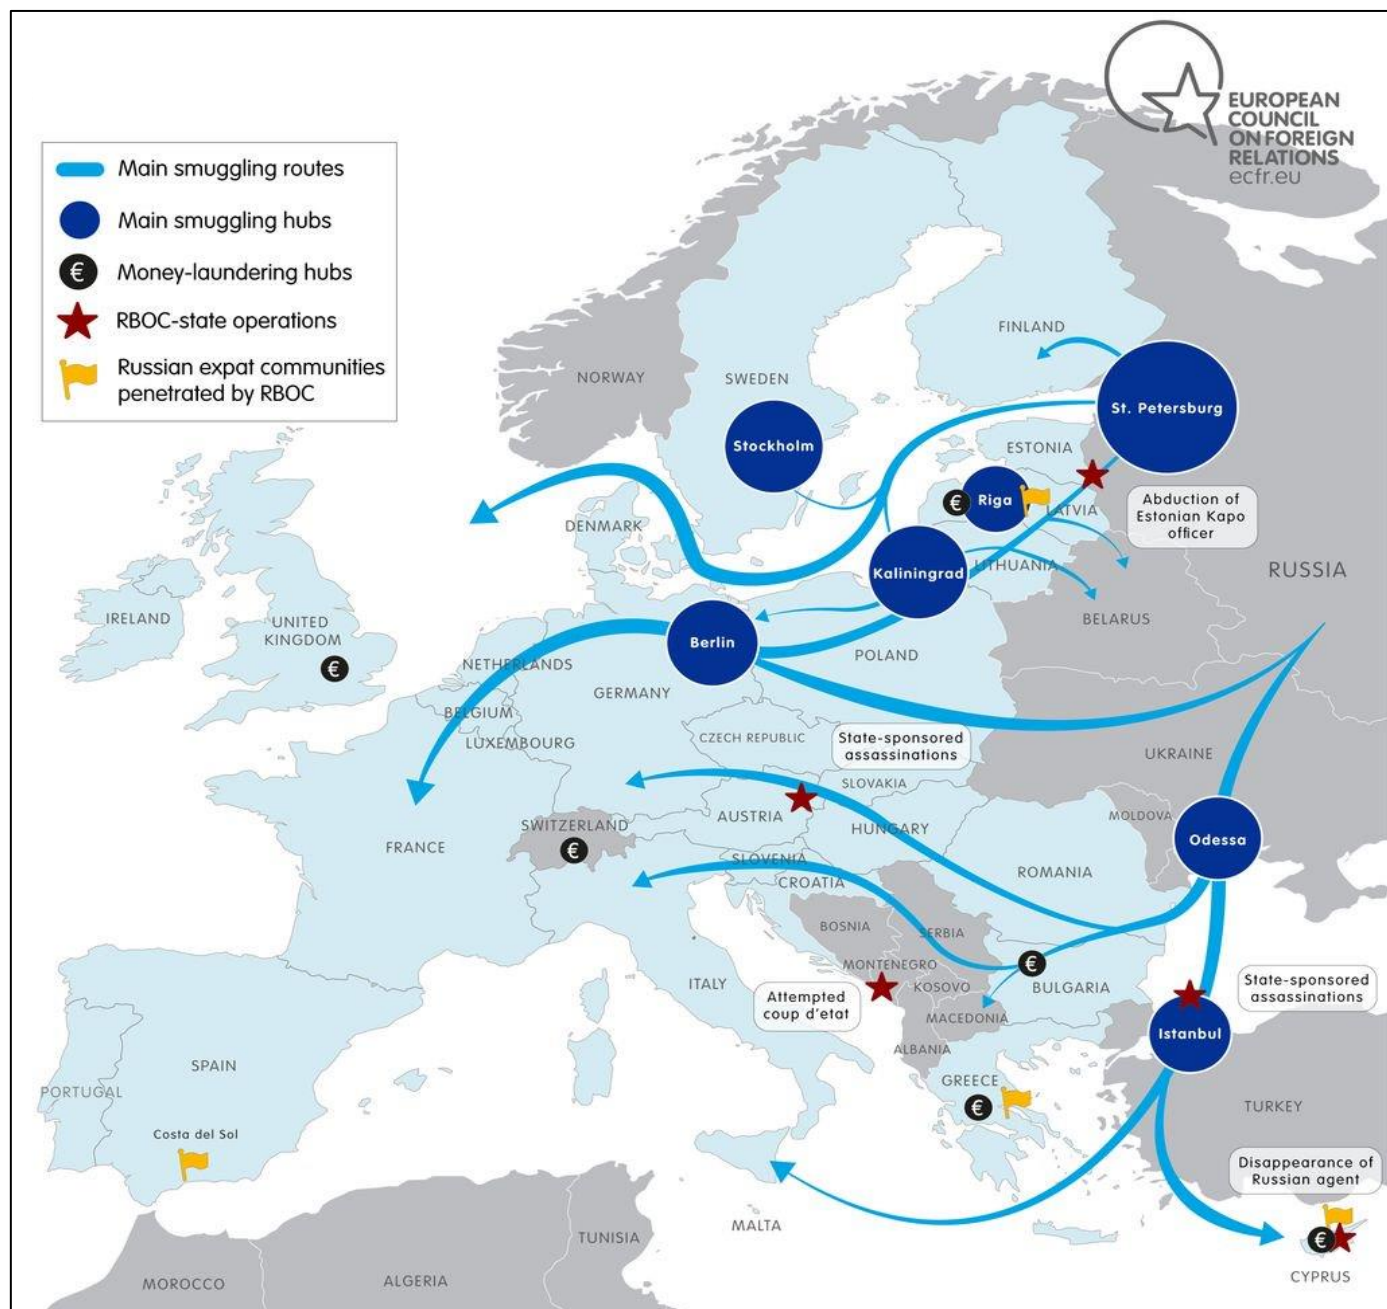 EUROPEAN
COUNCIL
ON FOREIGN
RELATIONS
ecfr.eu
Main smuggling routes
Main smuggling hubs
€ Money-laundering hubs
RBOC-state operations
Russian expat communities
penetrated by RBOC
FINLAND
NORWAY
SWEDEN
St. Petersburg
Stockholm
ESTONIA
€
Riga
LATVIA
Abduction of
Estonian Kapo
officer
DENMARK
Kaliningrad
LITHUANIA
RUSSIA
IRELAND
UNITED
KINGDOM
€
BELARUS
Berlin
POLAND
NETHERLANDS
GERMANY
BELGIUM
LUXEMBOURG
CZECH REPUBLIC
State-sponsored
assassinations
UKRAINE
SLOVAKIA
AUSTRIA
SWITZERLAND
€
HUNGARY
MOLDOVA
Odessa
FRANCE
SLOVENIA
CROATIA
ROMANIA
BOSNIA
SERBIA
MONTENEGRO
€
KOSOVO
BULGARIA
ITALY
Attempted
coup d'etat
State-sponsored
assassinations
MACEDONIA
Istanbul
ALBANIA
SPAIN
PORTUGAL
GREECE
€
TURKEY
Costa del Sol
Disappearance of
Russian agent
MALTA
TUNISIA
€
CYPRUS
MOROCCO
ALGERIA